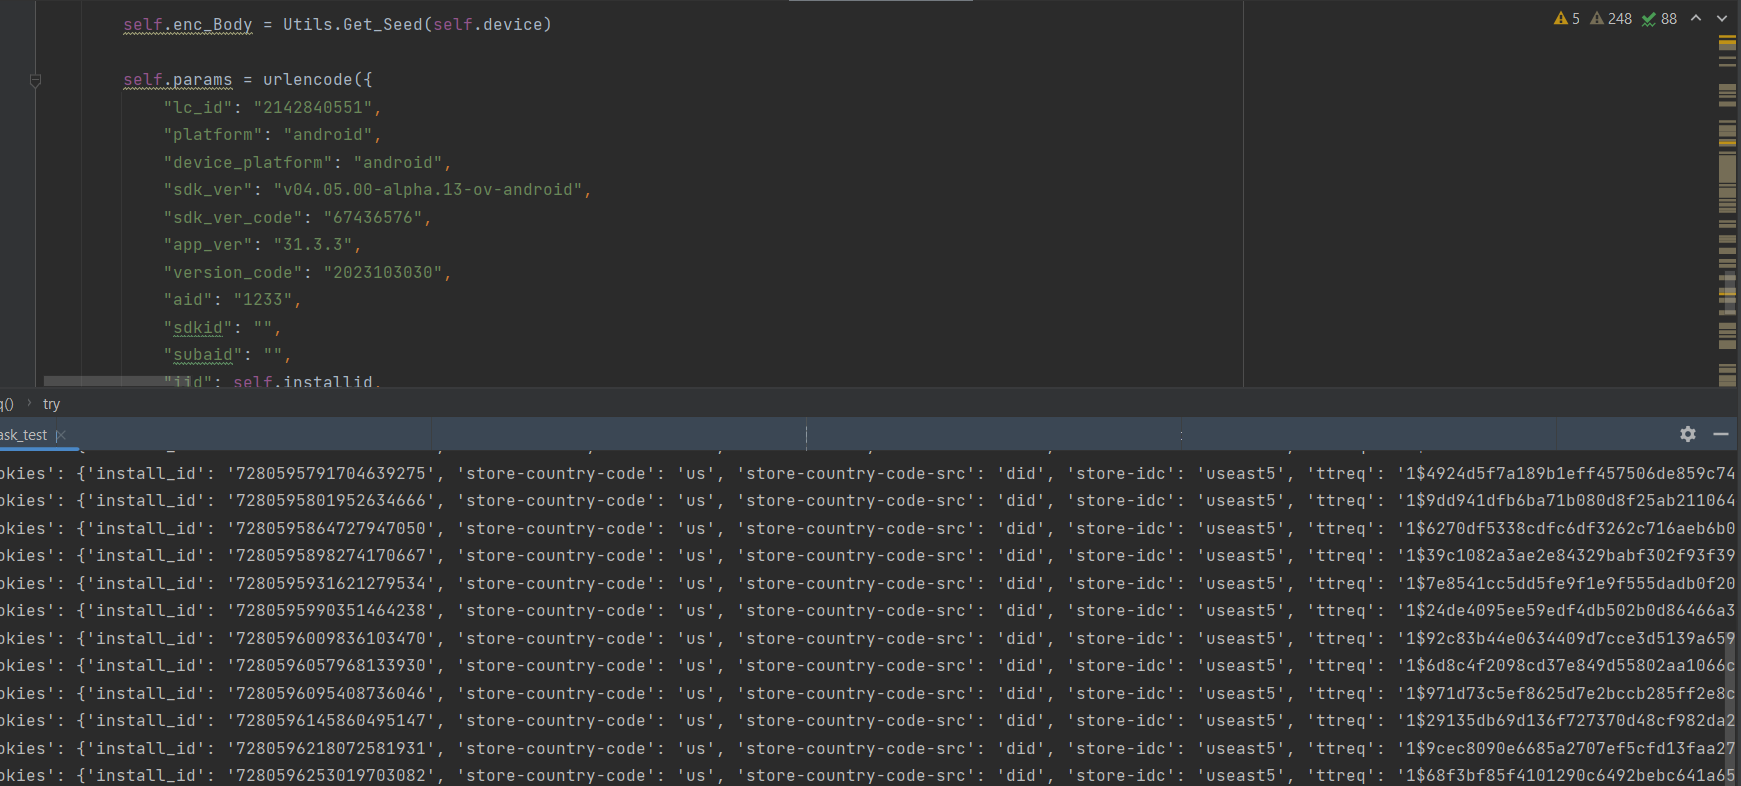 self.enc_Body = Utils.Get_Seed(self.device)
5 248 88
self.params = urlencode({
"lc_id": "2142840551",
"platform": "android",
"device_platform": "android",
"sdk_ver": "v04.05.00-alpha.13-ov-android",
"sdk_ver_code": "67436576",
"app_ver": "31.3.3",
"version_code": "2023103030",
"aid": "1233",
"sdkid": "",
"subaid": "",
"iid": self.installid,
q() › try
ask_test
okies': {'install_id': '7280595791704639275', 'store-country-code': 'us', 'store-country-code-src': 'did', 'store-idc': 'useast5', 'ttreq': '1$4924d5f7a189b1eff457506de859c74
okies': {'install_id': '7280595801952634666', 'store-country-code': 'us', 'store-country-code-src': 'did', 'store-idc': 'useast5', 'ttreq': '1$9dd941dfb6ba71b080d8f25ab211064
okies': {'install_id': '7280595864727947050', 'store-country-code': 'us', 'store-country-code-src': 'did', 'store-idc': 'useast5', 'ttreq': '1$6270df5338cdfc6df3262c716aeb6b0
okies': {'install_id': '7280595898274170667', 'store-country-code': 'us', 'store-country-code-src': 'did', 'store-idc': 'useast5', 'ttreq': '1$39c1082a3ae2e84329babf302f93f39
okies': {'install_id': '7280595931621279534', 'store-country-code': 'us', 'store-country-code-src': 'did', 'store-idc': 'useast5', 'ttreq': '1$7e8541cc5dd5fe9f1e9f555dadb0f20
okies': {'install_id': '7280595990351464238', 'store-country-code': 'us', 'store-country-code-src': 'did', 'store-idc': 'useast5', 'ttreq': '1$24de4095ee59edf4db502b0d86466a3
okies': {'install_id': '7280596009836103470', 'store-country-code': 'us', 'store-country-code-src': 'did', 'store-idc': 'useast5', 'ttreq': '1$92c83b44e0634409d7cce3d5139a659
okies': {'install_id': '7280596057968133930', 'store-country-code': 'us', 'store-country-code-src': 'did', 'store-idc': 'useast5', 'ttreq': '1$6d8c4f2098cd37e849d55802aa1066c
okies': {'install_id': '7280596095408736046', 'store-country-code': 'us', 'store-country-code-src': 'did', 'store-idc': 'useast5', 'ttreq': '1$971d73c5ef8625d7e2bccb285ff2e8c
okies': {'install_id': '7280596145860495147', 'store-country-code': 'us', 'store-country-code-src': 'did', 'store-idc': 'useast5', 'ttreq': '1$29135db69d136f727370d48cf982da2
okies': {'install_id': '7280596218072581931', 'store-country-code': 'us', 'store-country-code-src': 'did', 'store-idc': 'useast5', 'ttreq': '1$9cec8090e6685a2707ef5cfd13faa27
okies': {'install_id': '7280596253019703082', 'store-country-code': 'us', 'store-country-code-src': 'did', 'store-idc': 'useast5', 'ttreq': '1$68f3bf85f4101290c6492bebc641a65